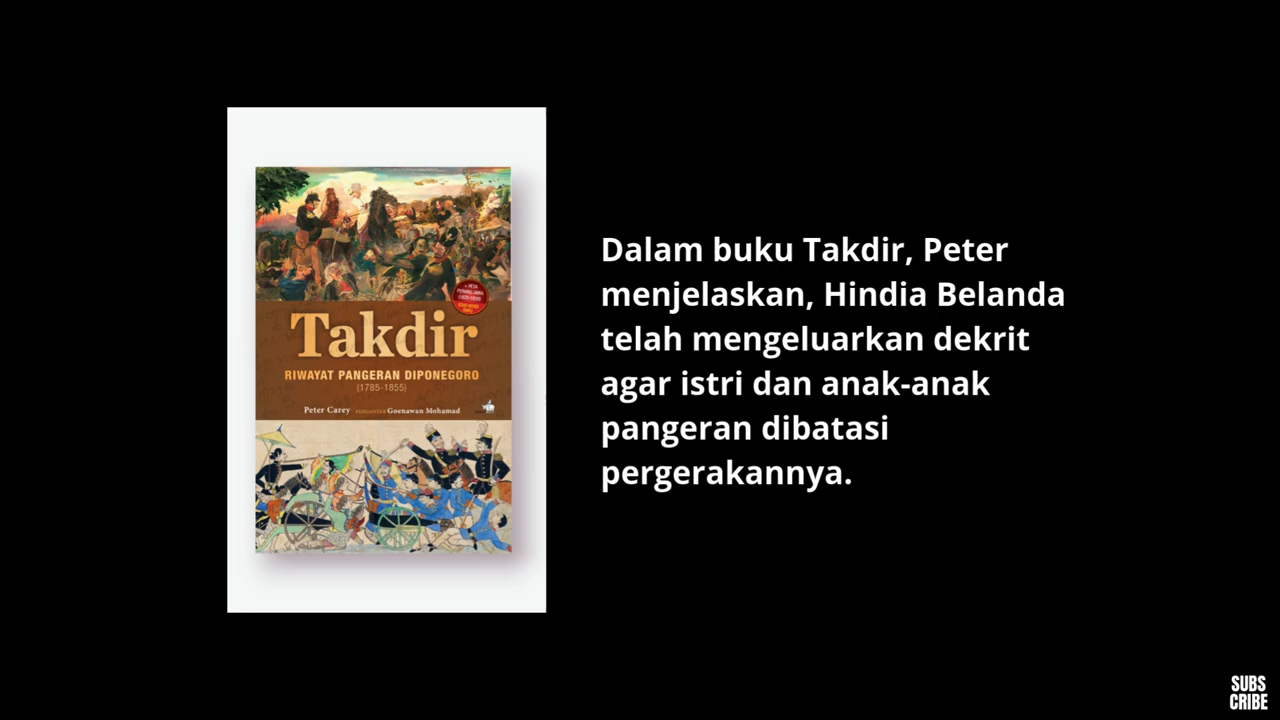 Takdir
RIWAYAT PANGERAN DIPONEGORO
(1785-1855)
Peter Carey PENGANTAR Goenawan Mohamad
Dalam buku Takdir, Peter
menjelaskan, Hindia Belanda
telah mengeluarkan dekrit
agar istri dan anak-anak
pangeran dibatasi
pergerakannya.
SUBS
CRIBE